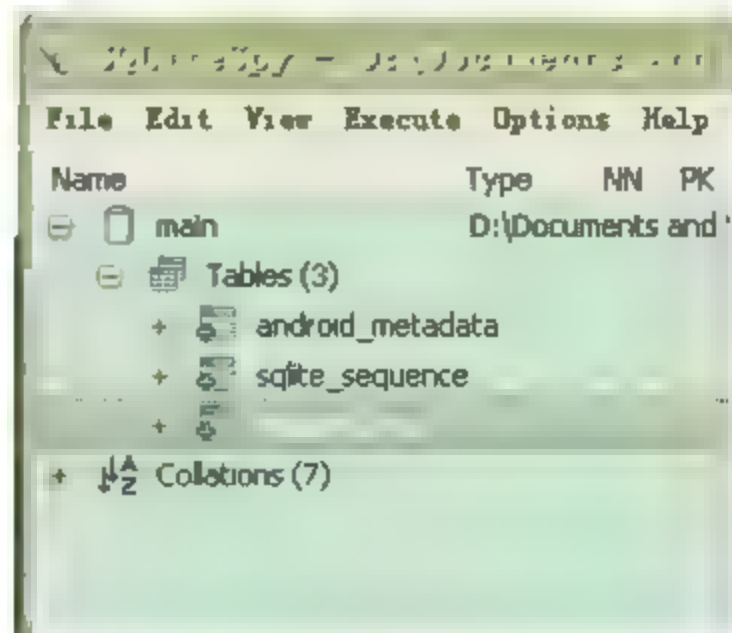 File Edit View Execute Options Help
Name Type NN PK
main D:\Documents and
Tables (3)
android_metadata
sqlite_sequence
Collations (7)